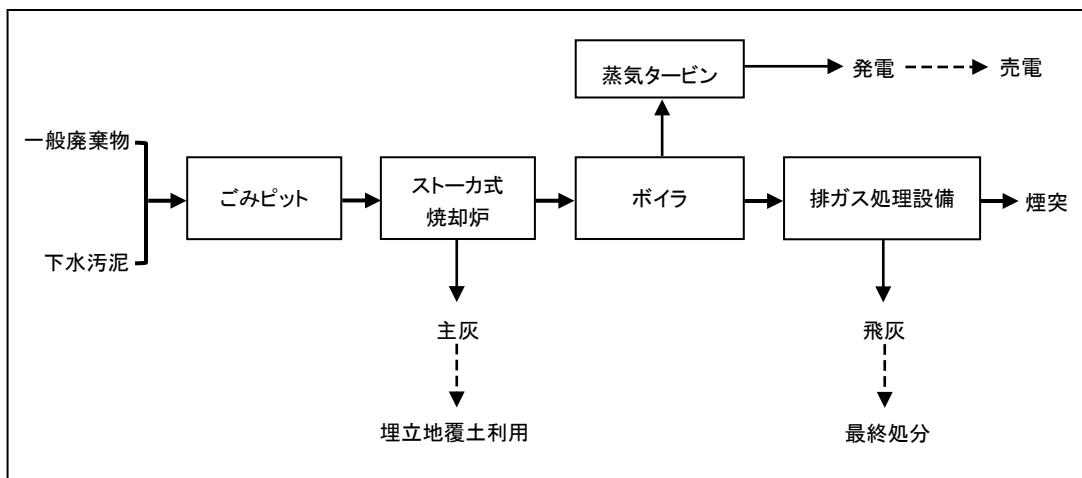 蒸気タービン
発電
売電
一般廃棄物
下水汚泥
ごみピット
ストーカ式
焼却炉
ボイラ
排ガス処理設備
煙突
主灰
飛灰
埋立地覆土利用
最終処分